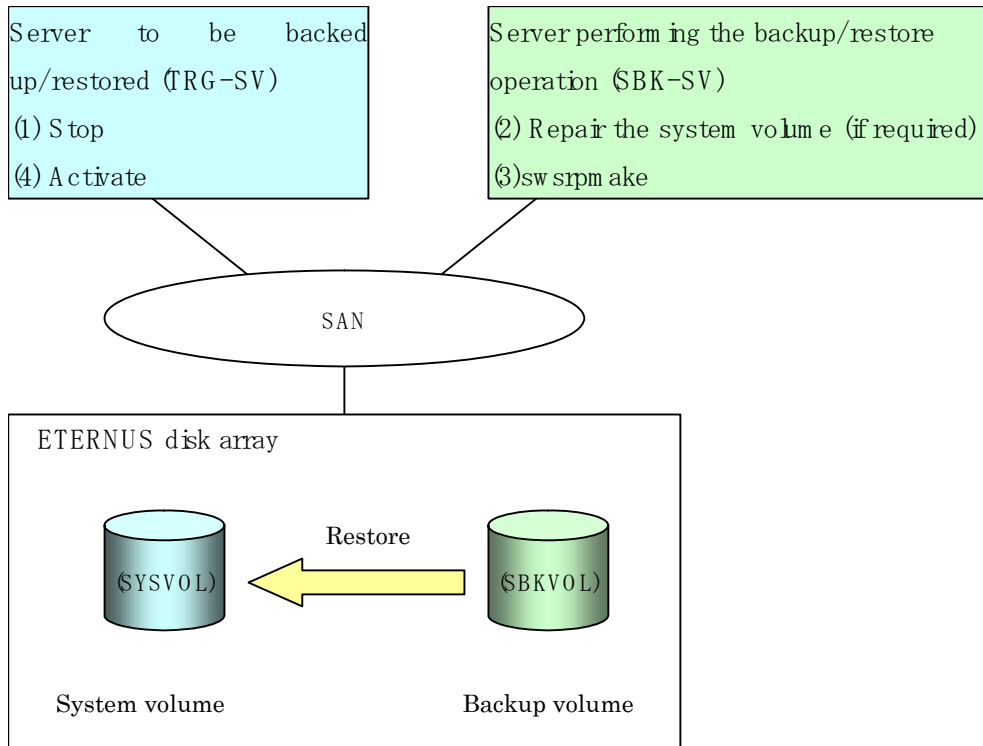 Server to be backed
up/restored (TRG-SV)
(1) Stop
(4) Activate
Server performing the backup/restore
operation (SBK-SV)
(2) Repair the system volume (if required)
(3)swsrpmake
SAN
ETERNUS disk array
Restore
(SYSVOL)
(SBKVOL)
System volume
Backup volume